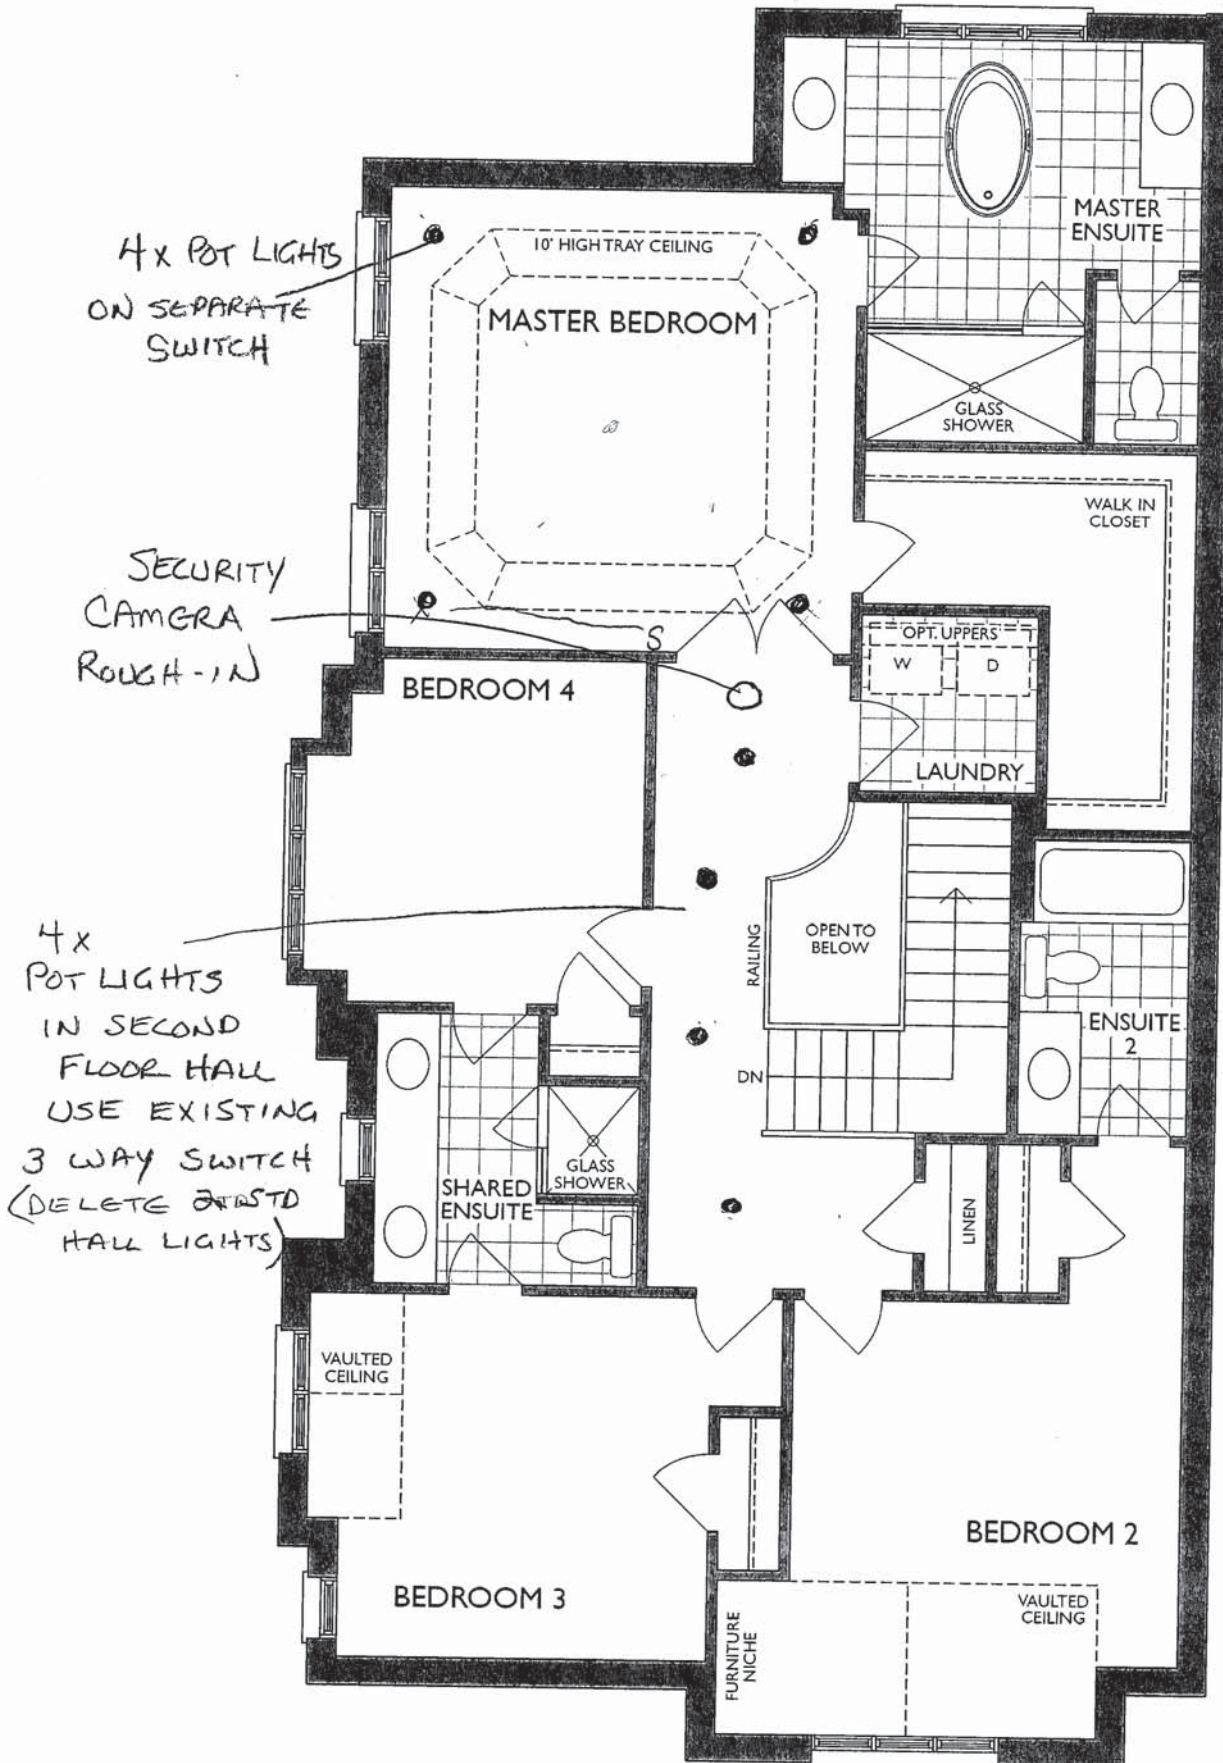 MASTER
ENSUITE
4x POT LIGHTS
ON SEPARATE
SWITCH
10' HIGH TRAY CEILING
MASTER BEDROOM
GLASS
SHOWER
WALK IN
CLOSET
SECURITY
CAMERA
ROUGH-IN
S
OPT. UPPERS
W
D
BEDROOM 4
LAUNDRY
4x
POT LIGHTS
IN SECOND
FLOOR HALL
USE EXISTING
3 WAY SWITCH
(DELETE STD
HALL LIGHTS)
RAILING
OPEN TO
BELOW
DN
ENSUITE
2
GLASS
SHOWER
SHARED
ENSUITE
LINEN
VAULTED
CEILING
BEDROOM 3
BEDROOM 2
FURNITURE
NICHE
VAULTED
CEILING